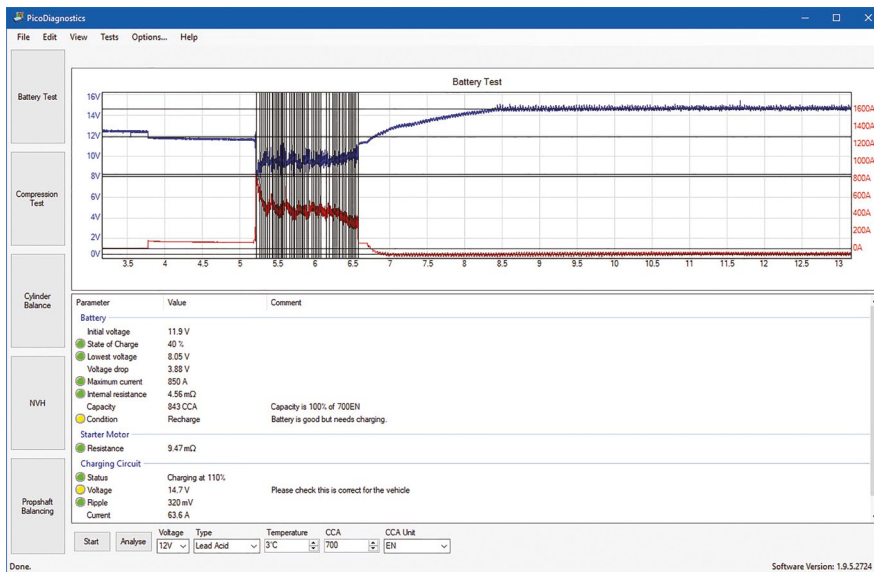 PicoDiagnostics
File Edit View Tests Options... Help
Battery Test
Compression
Test
Cylinder
Balance
NVH
Propshaft
Balancing
Battery Test
16V
14V
12V
10V
8V
6V
4V
2V
0V
1600A
1400A
1200A
1000A
800A
600A
400A
200A
0A
3.5 4 4.5 5 5.5 6 6.5 7 7.5 8 8.5 9 9.5 10 10.5 11 11.5 12 12.5 13
Parameter Value Comment
Battery
Initial voltage 11.9 V
State of Charge 40 %
Lowest voltage 8.05 V
Voltage drop 3.88 V
Maximum current 850 A
Internal resistance 4.56 mΩ
Capacity 843 CCA Capacity is 100% of 700EN
Condition Recharge Battery is good but needs charging.
Starter Motor
Resistance 9.47 mΩ
Charging Circuit
Status Charging at 110%
Voltage 14.7 V Please check this is correct for the vehicle
Ripple 320 mV
Current 63.6 A
Voltage Type Temperature CCA CCA Unit
Start Analyse 12V Lead Acid 3°C 700 EN
Done. Software Version: 1.9.5.2724